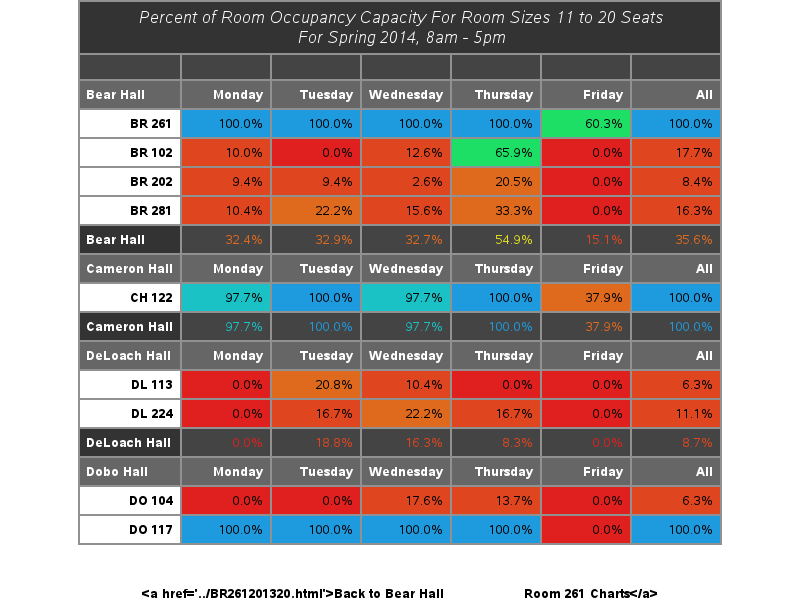 Percent of Room Occupancy Capacity For Room Sizes 11 to 20 Seats
For Spring 2014, 8am - 5pm
Bear Hall Monday Tuesday Wednesday Thursday Friday All
BR 261 100.0% 100.0% 100.0% 100.0% 60.3% 100.0%
BR 102 10.0% 0.0% 12.6% 65.9% 0.0% 17.7%
BR 202 9.4% 9.4% 2.6% 20.5% 0.0% 8.4%
BR 281 10.4% 22.2% 15.6% 33.3% 0.0% 16.3%
Bear Hall 32.4% 32.9% 32.7% 54.9% 15.1% 35.6%
Cameron Hall Monday Tuesday Wednesday Thursday Friday All
CH 122 97.7% 100.0% 97.7% 100.0% 37.9% 100.0%
Cameron Hall 97.7% 100.0% 97.7% 100.0% 37.9% 100.0%
DeLoach Hall Monday Tuesday Wednesday Thursday Friday All
DL 113 0.0% 20.8% 10.4% 0.0% 0.0% 6.3%
DL 224 0.0% 16.7% 22.2% 16.7% 0.0% 11.1%
DeLoach Hall 0.0% 18.8% 16.3% 8.3% 0.0% 8.7%
Dobo Hall Monday Tuesday Wednesday Thursday Friday All
DO 104 0.0% 0.0% 17.6% 13.7% 0.0% 6.3%
DO 117 100.0% 100.0% 100.0% 100.0% 0.0% 100.0%
<a href='../BR261201320.html'>Back to Bear Hall Room 261 Charts</a>